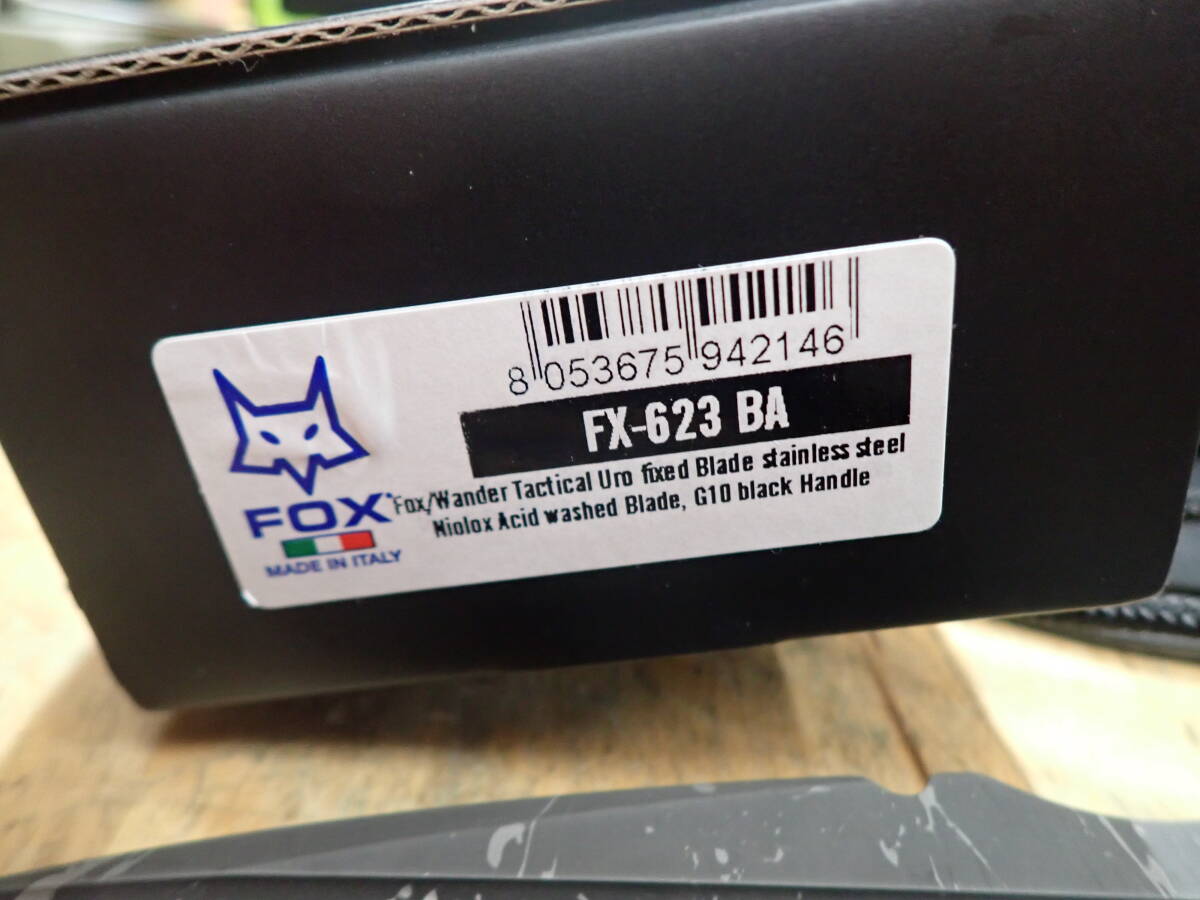 8 053675 942146
FX-623 BA
Fox/Wander Tactical Uro fixed Blade stainless steel
Niolox Acid washed Blade, G10 black Handle
FOX
MADE IN ITALY